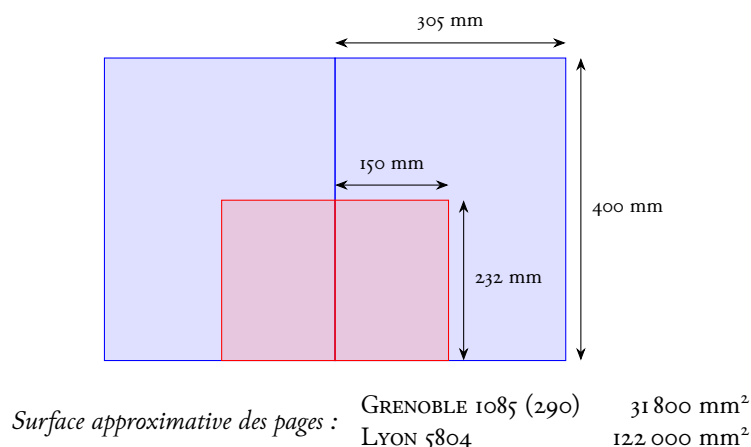 305 mm
150 mm
400 mm
232 mm
Surface approximative des pages :
Grenoble 1085 (290) 31 800 mm²
Lyon 5804 122 000 mm²